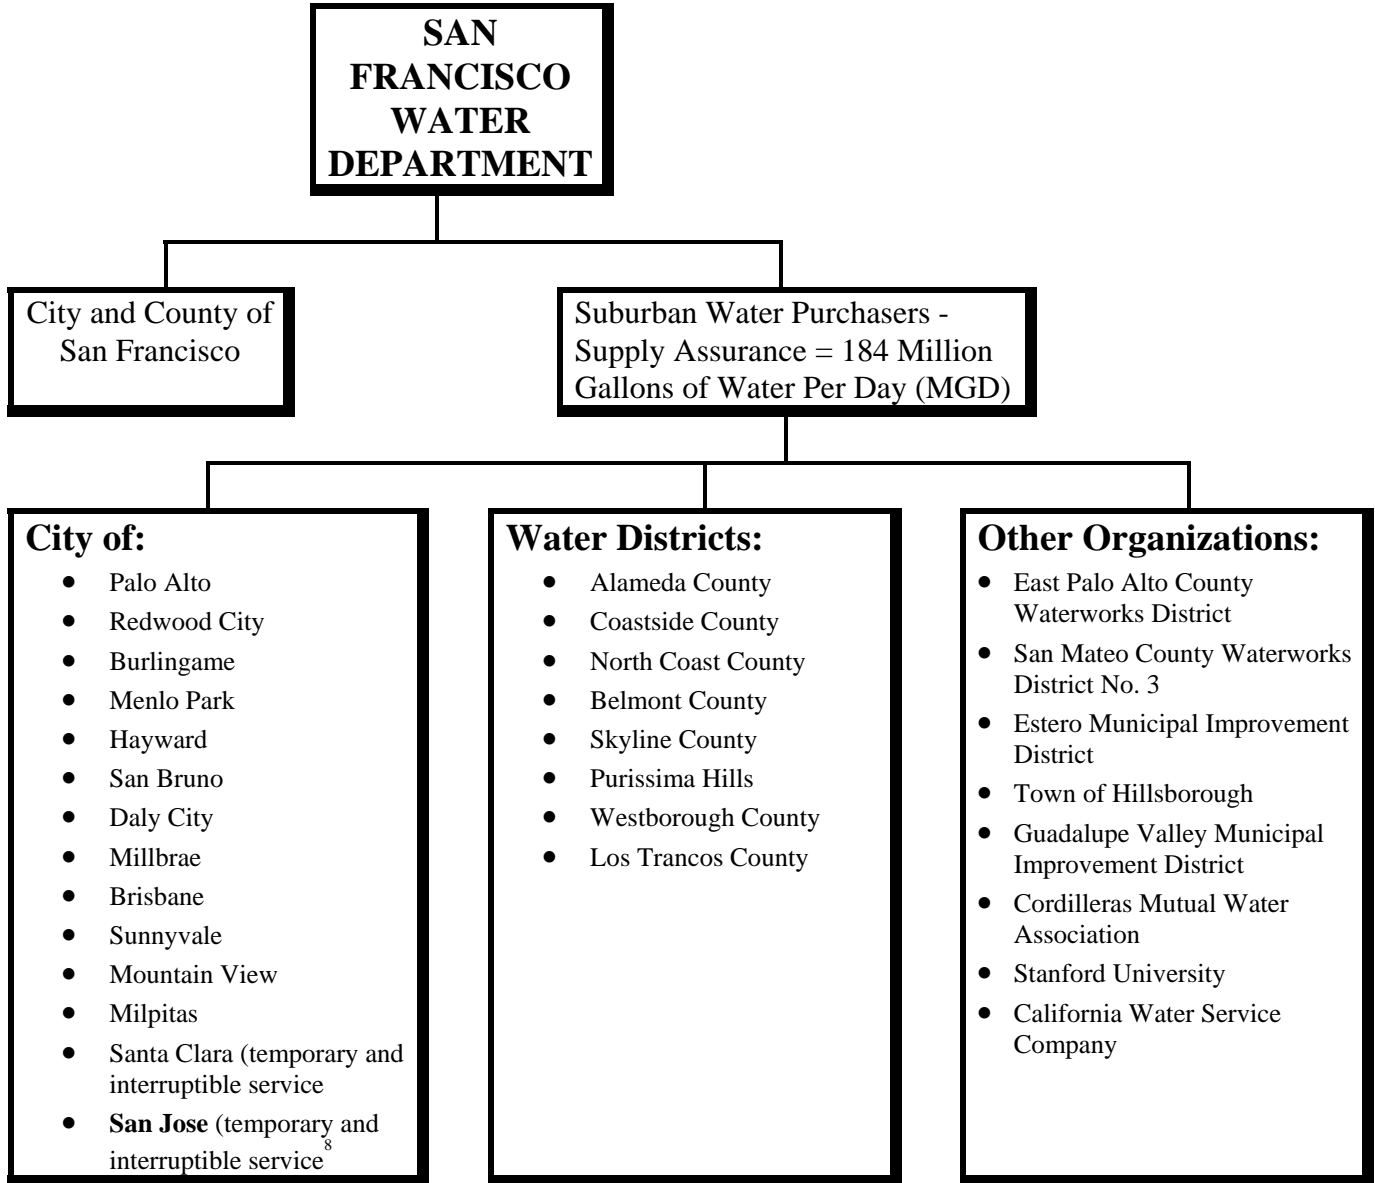 SAN
FRANCISCO
WATER
DEPARTMENT
City and County of
San Francisco
Suburban Water Purchasers -
Supply Assurance = 184 Million
Gallons of Water Per Day (MGD)
City of:
• Palo Alto
• Redwood City
• Burlingame
• Menlo Park
• Hayward
• San Bruno
• Daly City
• Millbrae
• Brisbane
• Sunnyvale
• Mountain View
• Milpitas
• Santa Clara (temporary and
interruptible service
• San Jose (temporary and
interruptible service8
Water Districts:
• Alameda County
• Coastside County
• North Coast County
• Belmont County
• Skyline County
• Purissima Hills
• Westborough County
• Los Trancos County
Other Organizations:
• East Palo Alto County
Waterworks District
• San Mateo County Waterworks
District No. 3
• Estero Municipal Improvement
District
• Town of Hillsborough
• Guadalupe Valley Municipal
Improvement District
• Cordilleras Mutual Water
Association
• Stanford University
• California Water Service
Company